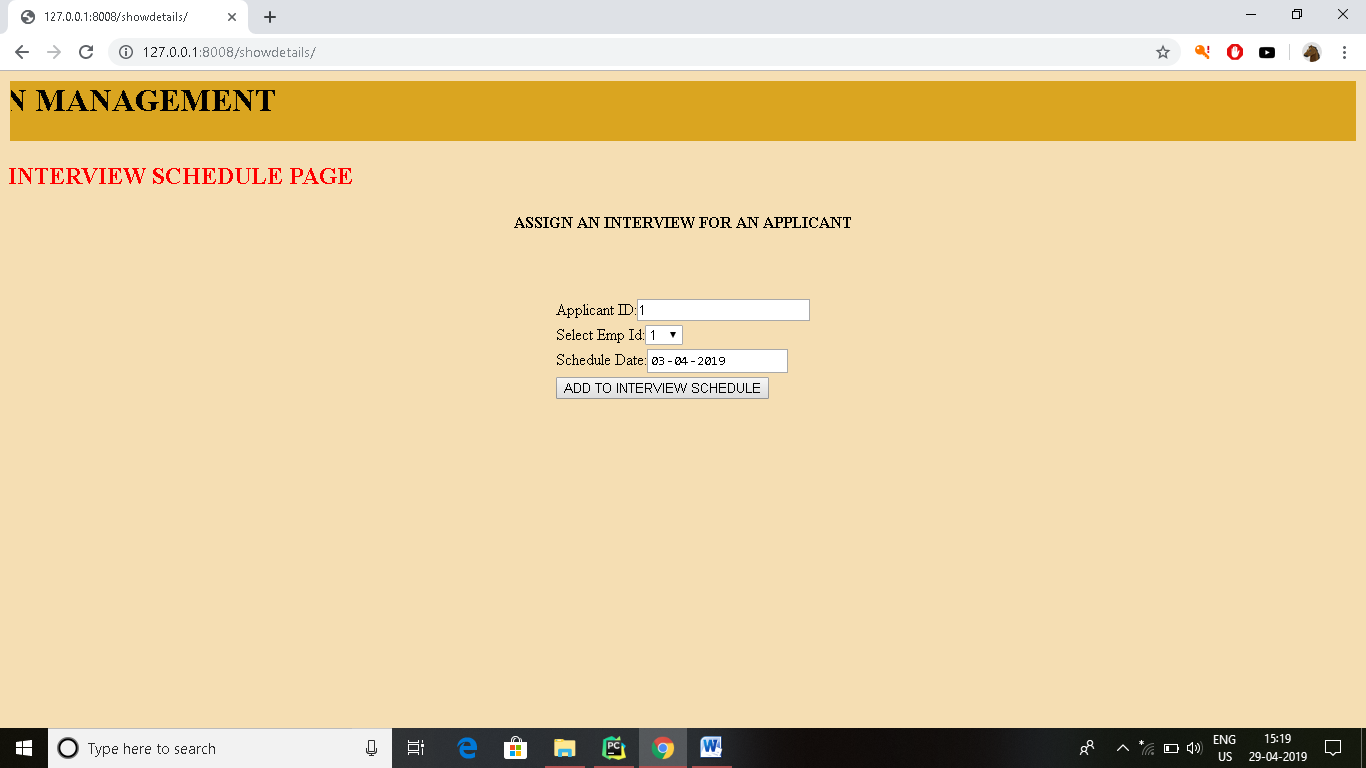 127.0.0.1:8008/showdetails/
127.0.0.1:8008/showdetails/
N MANAGEMENT
INTERVIEW SCHEDULE PAGE
ASSIGN AN INTERVIEW FOR AN APPLICANT
Applicant ID:1
Select Emp Id:1
Schedule Date:03-04-2019
ADD TO INTERVIEW SCHEDULE
Type here to search
PC
W
ENG
US
15:19
29-04-2019